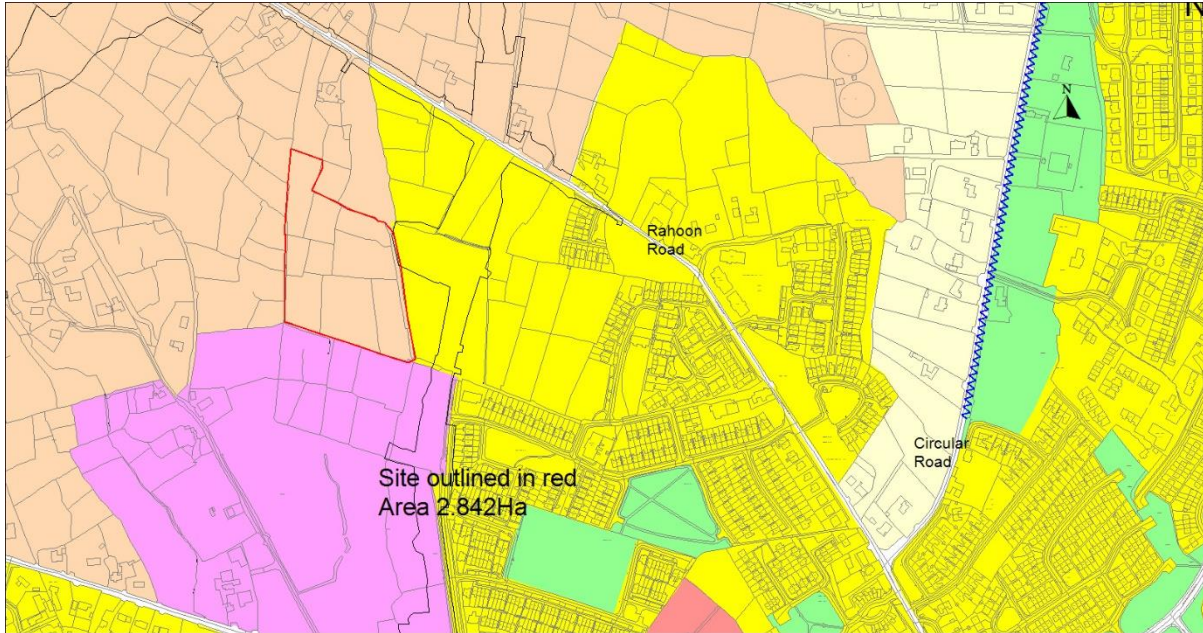 N
N
Rahoon
Road
Circular
Road
Site outlined in red
Area 2.842Ha